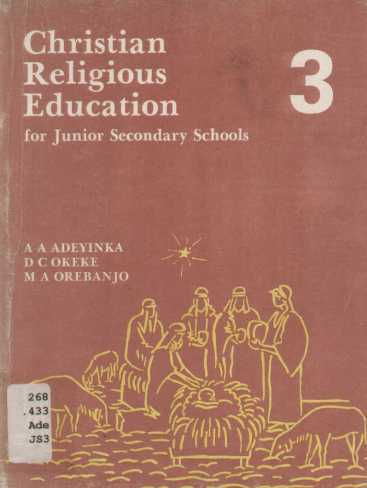 Christian
Religious
Education
3
for Junior Secondary Schools
A A ADEYINKA
D C OKEKE
M A OREBANJO
268
.433
Ade
JS3